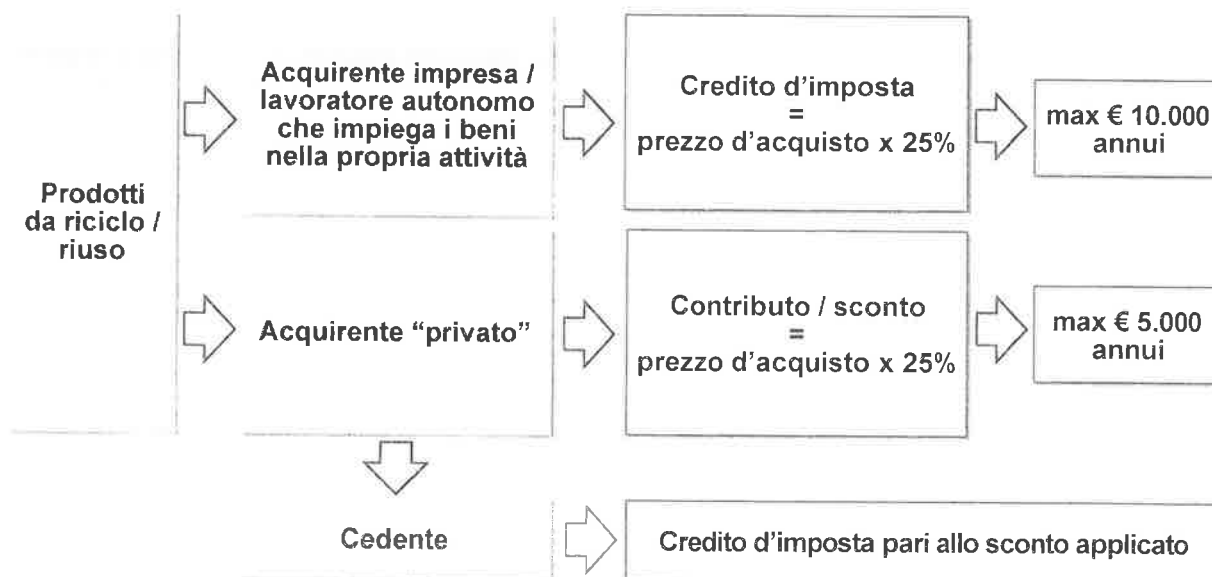 Prodotti
da riciclo /
riuso
Acquirente impresa /
lavoratore autonomo
che impiega i beni
nella propria attività
Credito d'imposta
=
prezzo d'acquisto x 25%
max € 10.000
annui
Acquirente “privato”
Contributo / sconto
=
prezzo d'acquisto x 25%
max € 5.000
annui
Cedente
Credito d'imposta pari allo sconto applicato